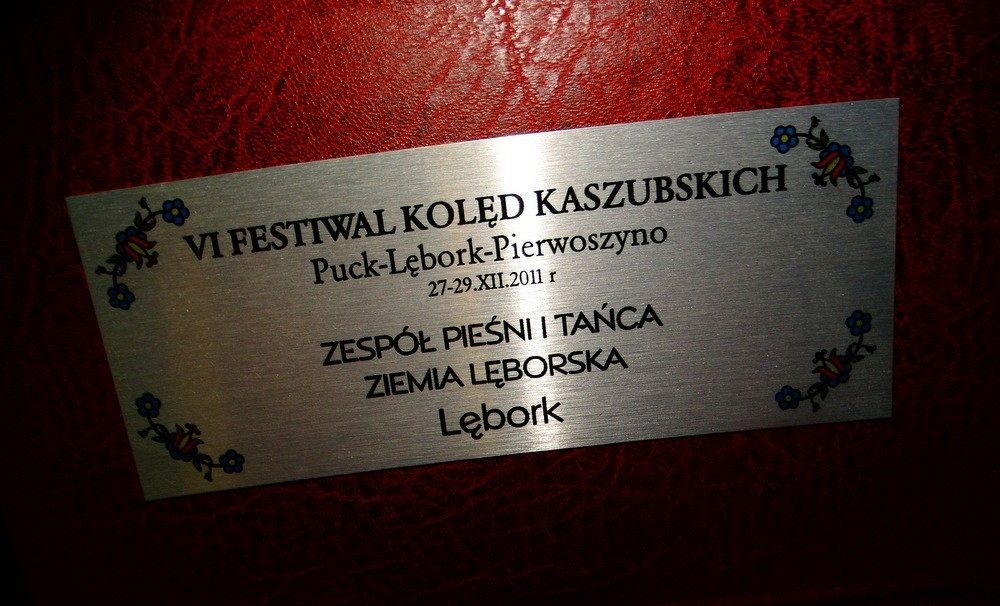 VI FESTIWAL KOLĘD KASZUBSKICH
Puck-Lębork-Pierwoszyno
27-29.XII.2011 r
ZESPÓŁ PIEŚNI I TAŃCA
ZIEMIA LĘBORSKA
Lębork